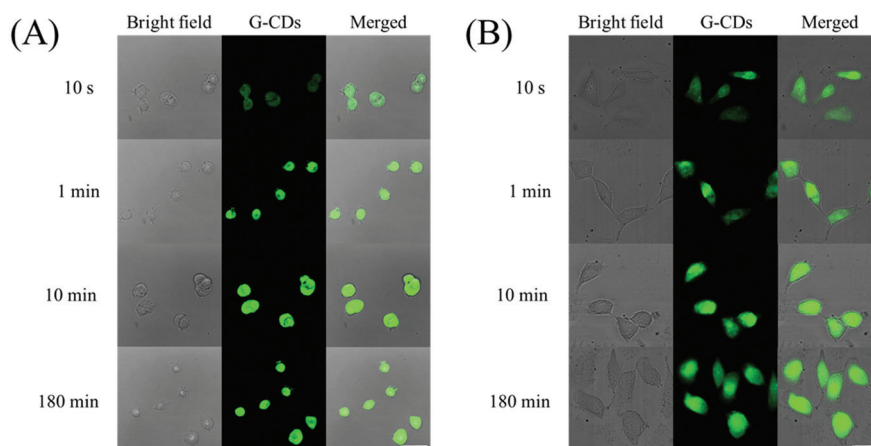 (A)
Bright field G-CDs Merged
10 s
1 min
10 min
180 min
(B)
Bright field G-CDs Merged
10 s
1 min
10 min
180 min